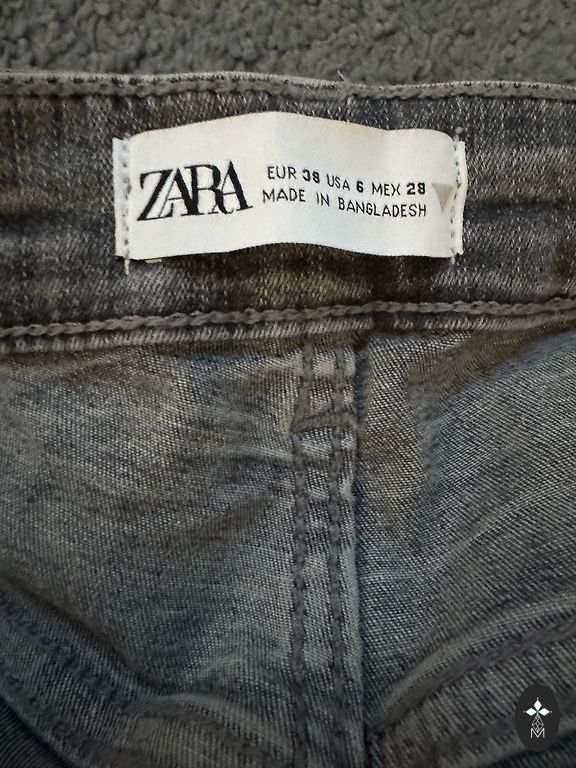 ZARA
EUR 38 USA 6 MEX 28
MADE IN BANGLADESH
M